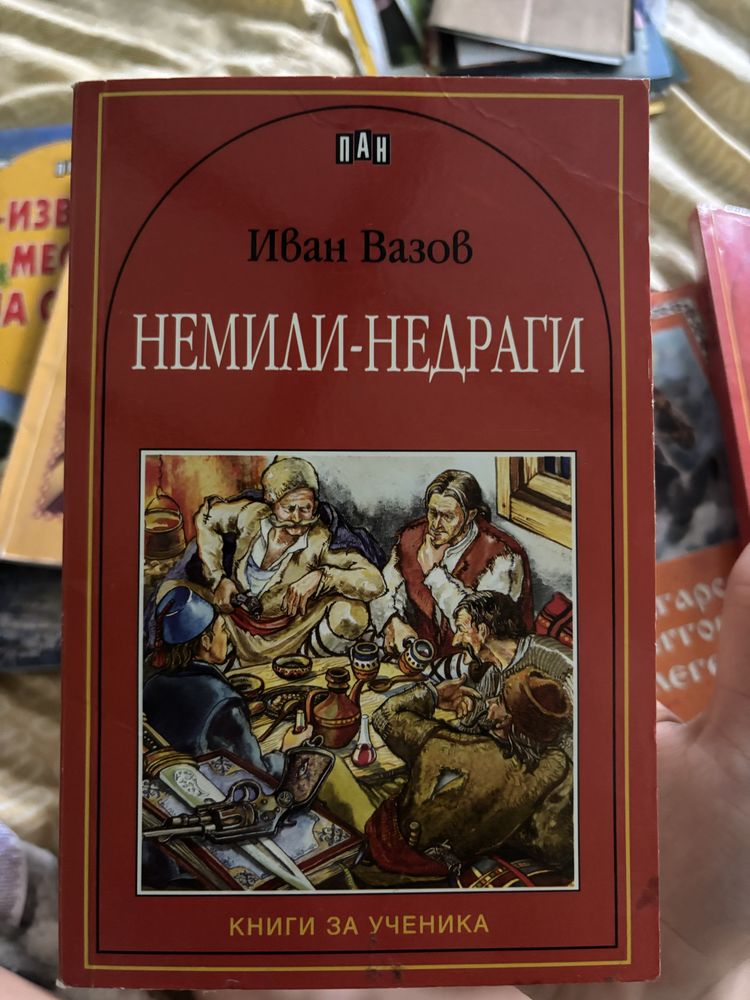 ПАН
Иван Вазов
НЕМИЛИ-НЕДРАГИ
КНИГИ ЗА УЧЕНИКА